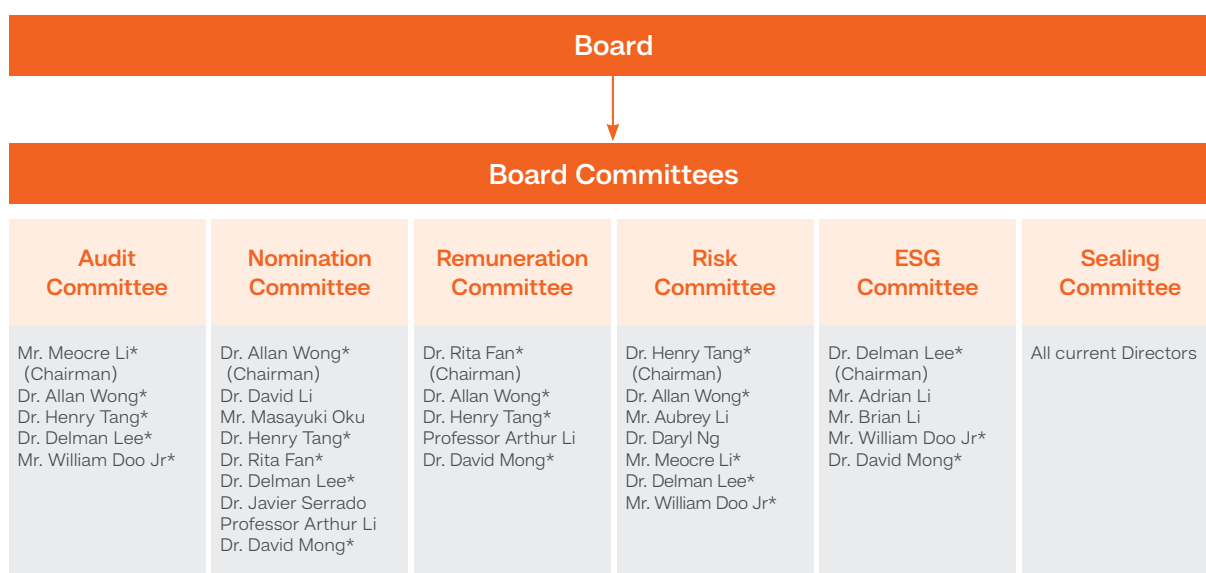 Board
Board Committees
Audit
Committee
Mr. Meocre Li*
(Chairman)
Dr. Allan Wong*
Dr. Henry Tang*
Dr. Delman Lee*
Mr. William Doo Jr*
Nomination
Committee
Dr. Allan Wong*
(Chairman)
Dr. David Li
Mr. Masayuki Oku
Dr. Henry Tang*
Dr. Rita Fan*
Dr. Delman Lee*
Dr. Javier Serrado
Professor Arthur Li
Dr. David Mong*
Remuneration
Committee
Dr. Rita Fan*
(Chairman)
Dr. Allan Wong*
Dr. Henry Tang*
Professor Arthur Li
Dr. David Mong*
Risk
Committee
Dr. Henry Tang*
(Chairman)
Dr. Allan Wong*
Mr. Aubrey Li
Dr. Daryl Ng
Mr. Meocre Li*
Dr. Delman Lee*
Mr. William Doo Jr*
ESG
Committee
Dr. Delman Lee*
(Chairman)
Mr. Adrian Li
Mr. Brian Li
Mr. William Doo Jr*
Dr. David Mong*
Sealing
Committee
All current Directors